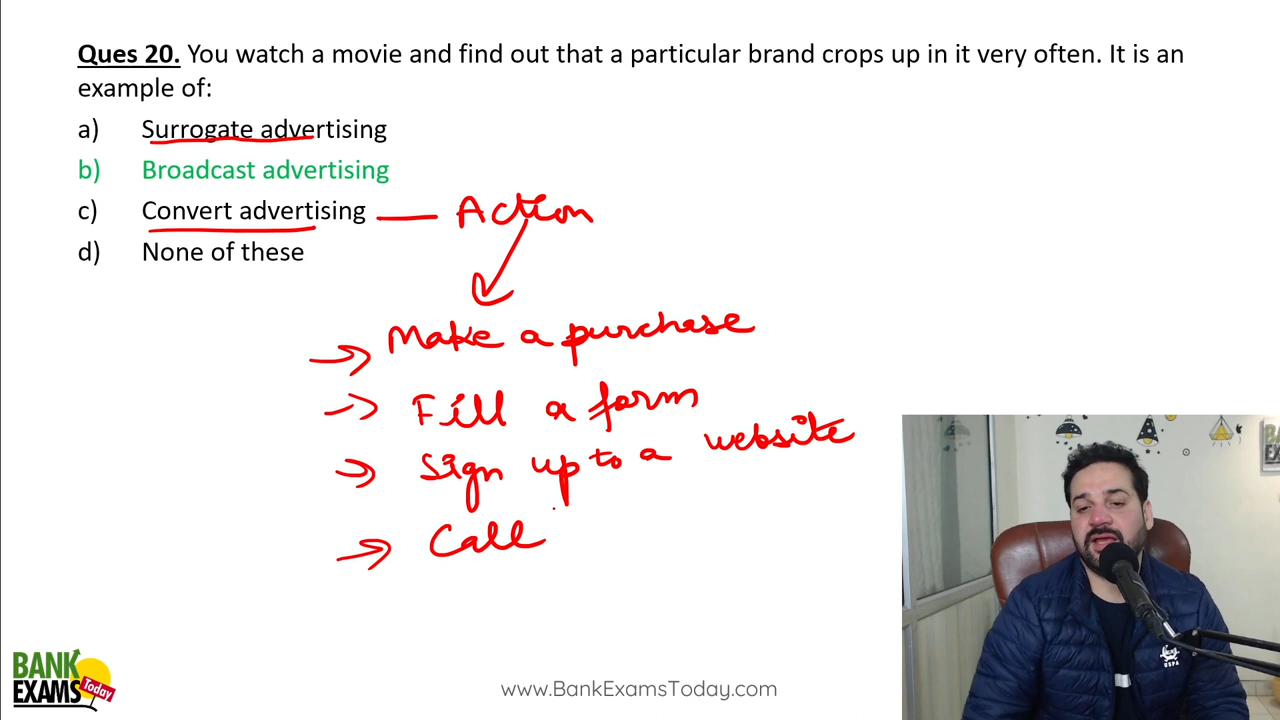 Ques 20. You watch a movie and find out that a particular brand crops up in it very often. It is an
example of:
a) Surrogate advertising
b) Broadcast advertising
c) Convert advertising — Action
d) None of these
Make a purchase
Fill a form
Sign up to a website
Call
BANK
EXAMS Today
www.BankExamsToday.com
USPA